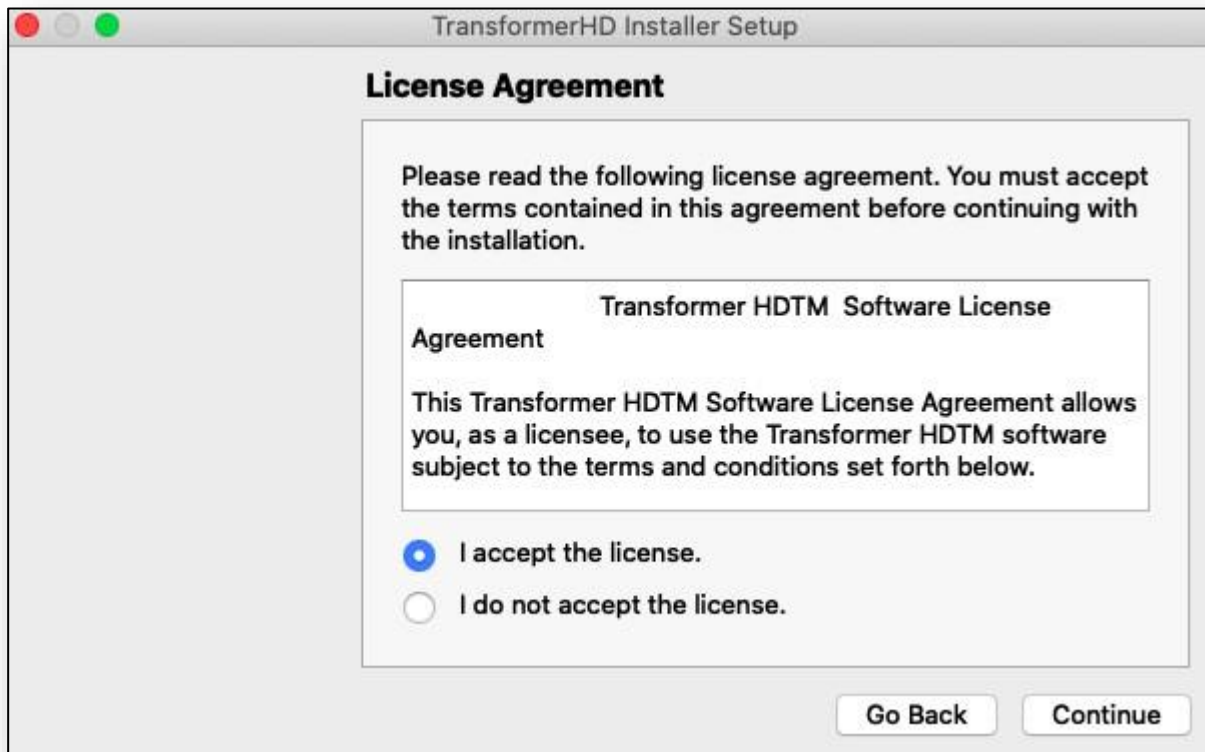 TransformerHD Installer Setup
License Agreement
Please read the following license agreement. You must accept
the terms contained in this agreement before continuing with
the installation.
Transformer HDTM  Software License
Agreement
This Transformer HDTM Software License Agreement allows
you, as a licensee, to use the Transformer HDTM software
subject to the terms and conditions set forth below.
I accept the license.
I do not accept the license.
Go Back
Continue